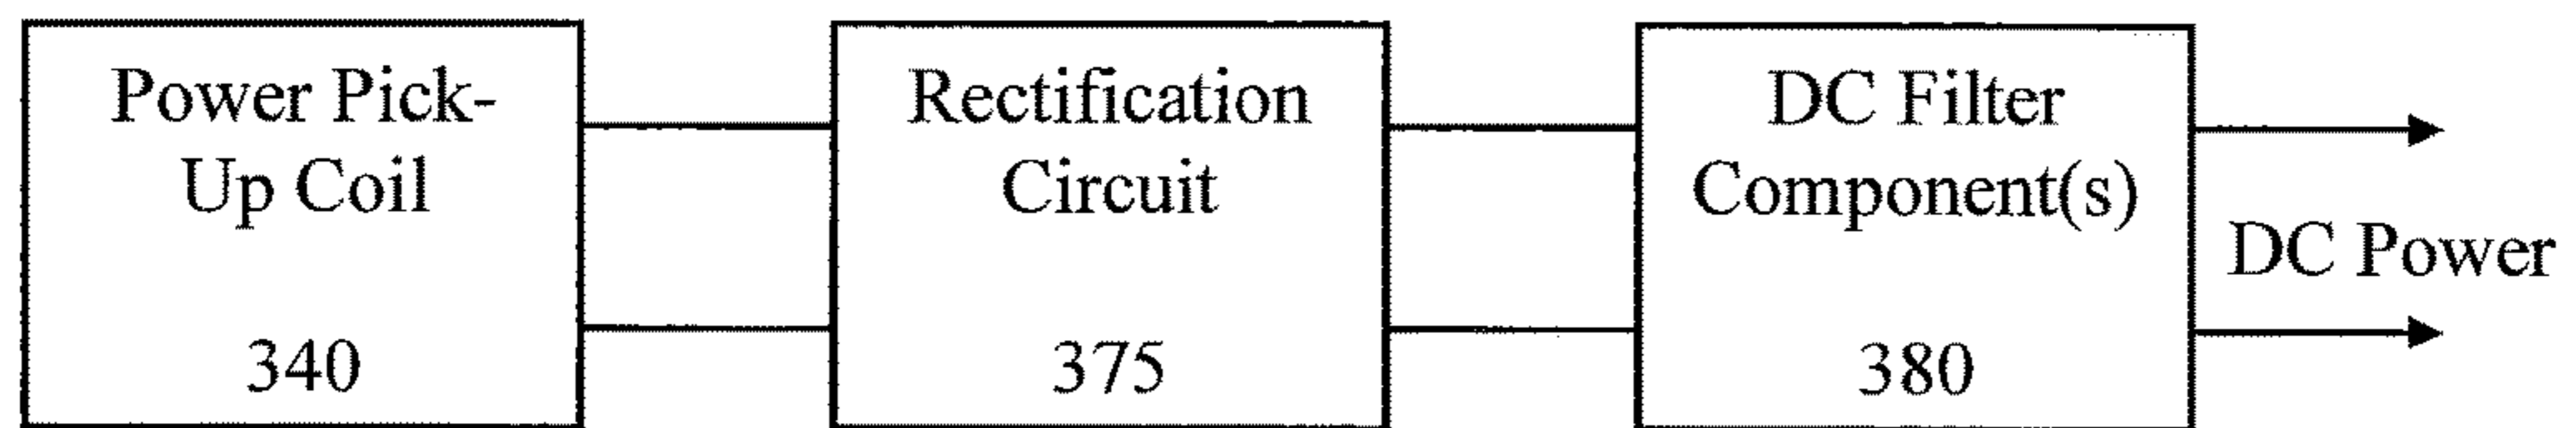 Power Pick-
Up Coil
340
Rectification
Circuit
375
DC Filter
Component(s)
380
DC Power